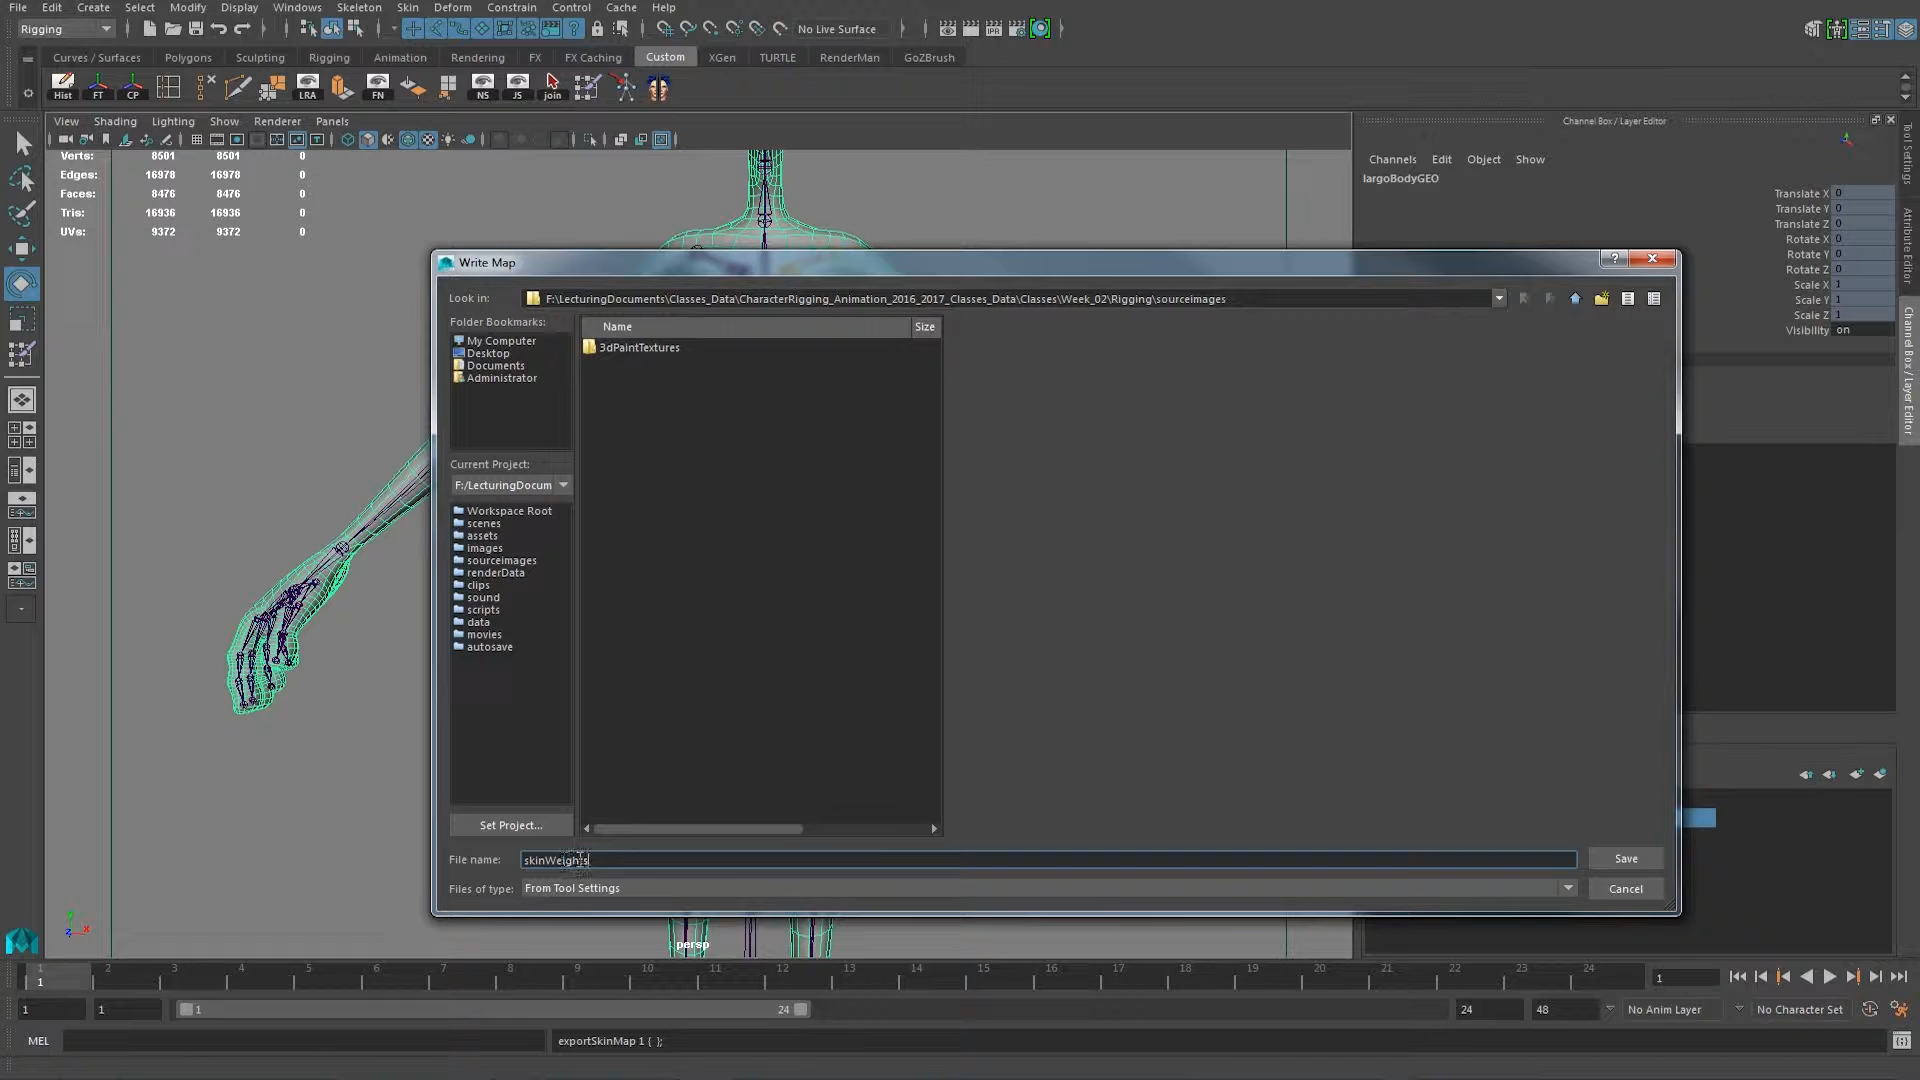 File Edit Create Select Modify Display Windows Skeleton Skin Deform Constrain Control Cache Help
Rigging No Live Surface
Curves / Surfaces Polygons Sculpting Rigging Animation Rendering FX FX Caching Custom XGen TURTLE RenderMan GoZBrush
Hist FT CP LRA FN NS JS join
View Shading Lighting Show Renderer Panels
Channel Box / Layer Editor
Verts: 8501 8501 0
Edges: 16978 16978 0
Faces: 8476 8476 0
Tris: 16936 16936 0
UVs: 9372 9372 0
Channels Edit Object Show
largoBodyGEO
Translate X 0
Translate Y 0
Translate Z 0
Rotate X 0
Rotate Y 0
Rotate Z 0
Scale X 1
Scale Y 1
Scale Z 1
Visibility on
Tool Settings
Attribute Editor
Channel Box / Layer Editor
Write Map
Look in: F:\LecturingDocuments\Classes_Data\CharacterRigging_Animation_2016_2017_Classes_Data\Classes\Week_02\Rigging\sourceimages
Folder Bookmarks:
My Computer
Desktop
Documents
Administrator
Name Size
3dPaintTextures
Current Project:
F:/LecturingDocum
Workspace Root
scenes
assets
images
sourceimages
renderData
clips
sound
scripts
data
movies
autosave
Set Project...
File name: skinWeights
Save
Files of type: From Tool Settings
Cancel
persp
y
z x
1 2 3 4 5 6 7 8 9 10 11 12 13 14 15 16 17 18 19 20 21 22 23 24
1 1
1 1 1 24 24 48 No Anim Layer No Character Set
MEL exportSkinMap 1 { };